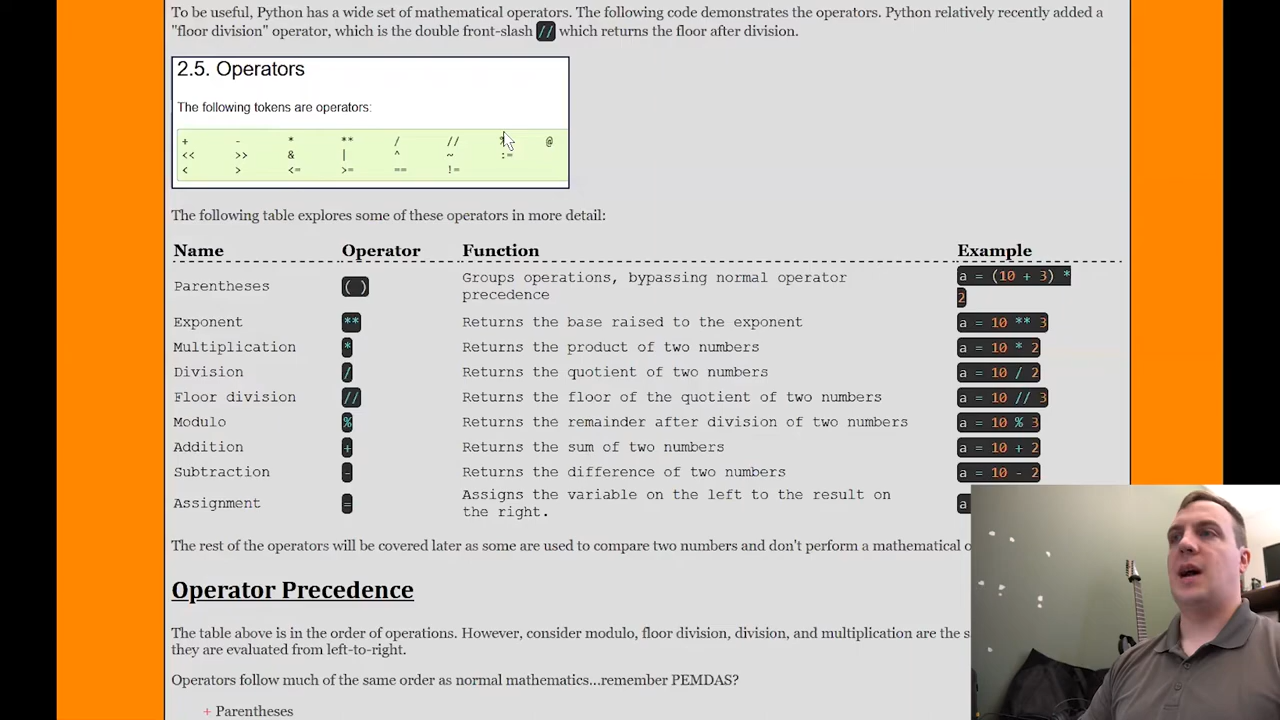 To be useful, Python has a wide set of mathematical operators. The following code demonstrates the operators. Python relatively recently added a
"floor division" operator, which is the double front-slash // which returns the floor after division.
2.5. Operators
The following tokens are operators:
+ - * ** / // % @
<< >> & | ^ ~ :=
< > <= >= == !=
The following table explores some of these operators in more detail:
Name Operator Function Example
Parentheses ( ) Groups operations, bypassing normal operator precedence a = (10 + 3) * 2
Exponent ** Returns the base raised to the exponent a = 10 ** 3
Multiplication * Returns the product of two numbers a = 10 * 2
Division / Returns the quotient of two numbers a = 10 / 2
Floor division // Returns the floor of the quotient of two numbers a = 10 // 3
Modulo % Returns the remainder after division of two numbers a = 10 % 3
Addition + Returns the sum of two numbers a = 10 + 2
Subtraction - Returns the difference of two numbers a = 10 - 2
Assignment = Assigns the variable on the left to the result on the right. a
The rest of the operators will be covered later as some are used to compare two numbers and don't perform a mathematical
Operator Precedence
The table above is in the order of operations. However, consider modulo, floor division, division, and multiplication are the
they are evaluated from left-to-right.
Operators follow much of the same order as normal mathematics...remember PEMDAS?
+ Parentheses